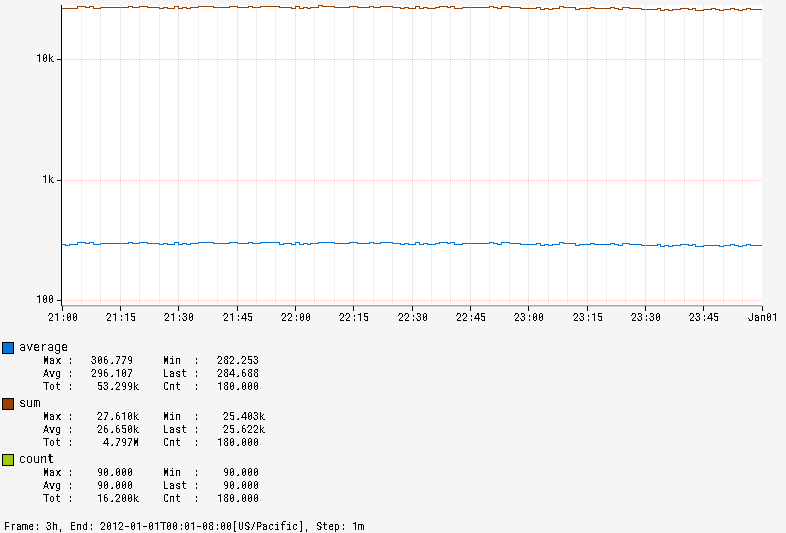 10k
1k
100
21:00 21:15 21:30 21:45 22:00 22:15 22:30 22:45 23:00 23:15 23:30 23:45 Jan01
average
Max : 306.779 Min : 282.253
Avg : 296.107 Last : 284.688
Tot : 53.299k Cnt : 180.000
sum
Max : 27.610k Min : 25.403k
Avg : 26.650k Last : 25.622k
Tot : 4.797M Cnt : 180.000
count
Max : 90.000 Min : 90.000
Avg : 90.000 Last : 90.000
Tot : 16.200k Cnt : 180.000
Frame: 3h, End: 2012-01-01T00:01-08:00[US/Pacific], Step: 1m